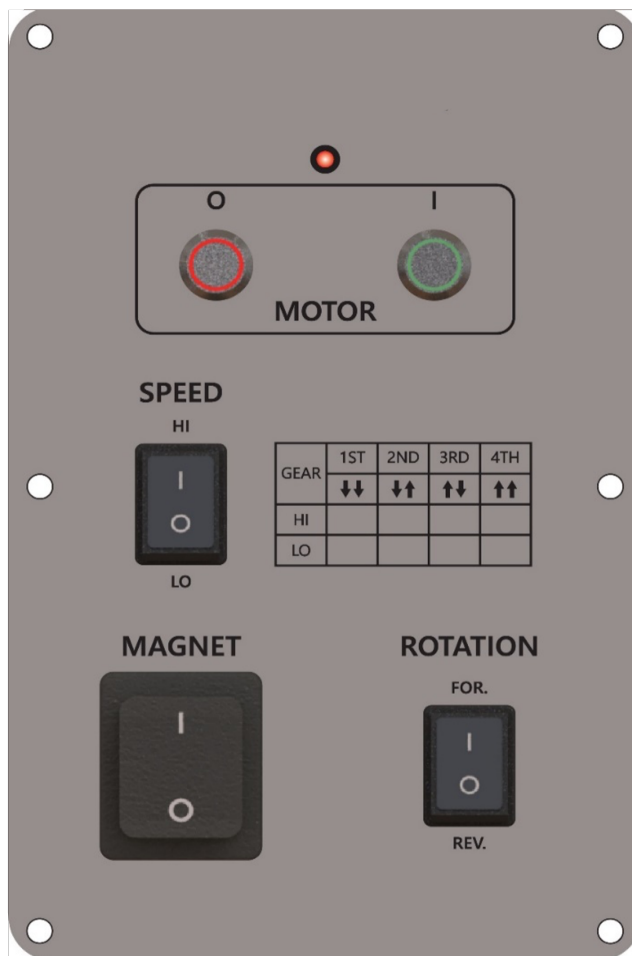 O I
MOTOR
SPEED
HI
I
O
LO
GEAR 1ST 2ND 3RD 4TH
↓↓ ↓↑ ↑↓ ↑↑
HI
LO
MAGNET
I
O
ROTATION
FOR.
I
O
REV.